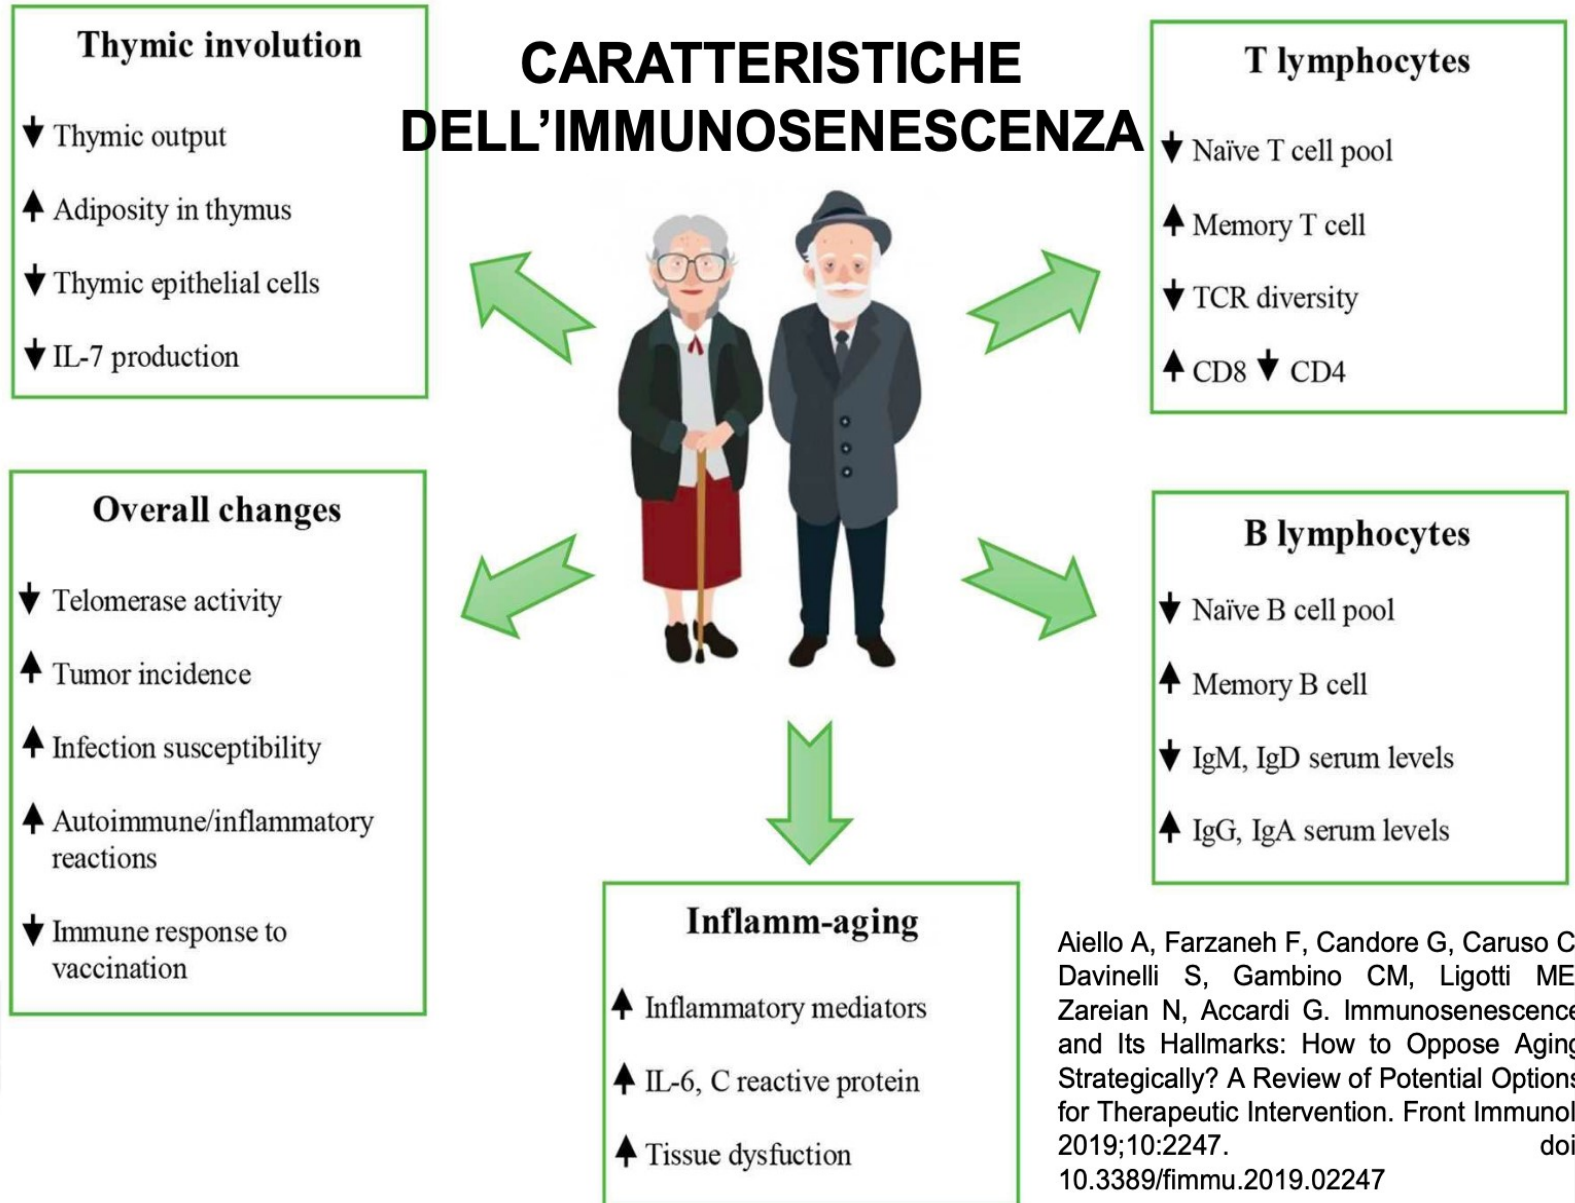 CARATTERISTICHE
DELL’IMMUNOSENESCENZA
Thymic involution
Thymic output
Adiposity in thymus
Thymic epithelial cells
IL-7 production
T lymphocytes
Naïve T cell pool
Memory T cell
TCR diversity
CD8 CD4
Overall changes
Telomerase activity
Tumor incidence
Infection susceptibility
Autoimmune/inflammatory
reactions
Immune response to
vaccination
B lymphocytes
Naïve B cell pool
Memory B cell
IgM, IgD serum levels
IgG, IgA serum levels
Inflamm-aging
Inflammatory mediators
IL-6, C reactive protein
Tissue dysfuction
Aiello A, Farzaneh F, Candore G, Caruso C
Davinelli S, Gambino CM, Ligotti ME
Zareian N, Accardi G. Immunosenescence
and Its Hallmarks: How to Oppose Aging
Strategically? A Review of Potential Options
for Therapeutic Intervention. Front Immunol
2019;10:2247. doi
10.3389/fimmu.2019.02247